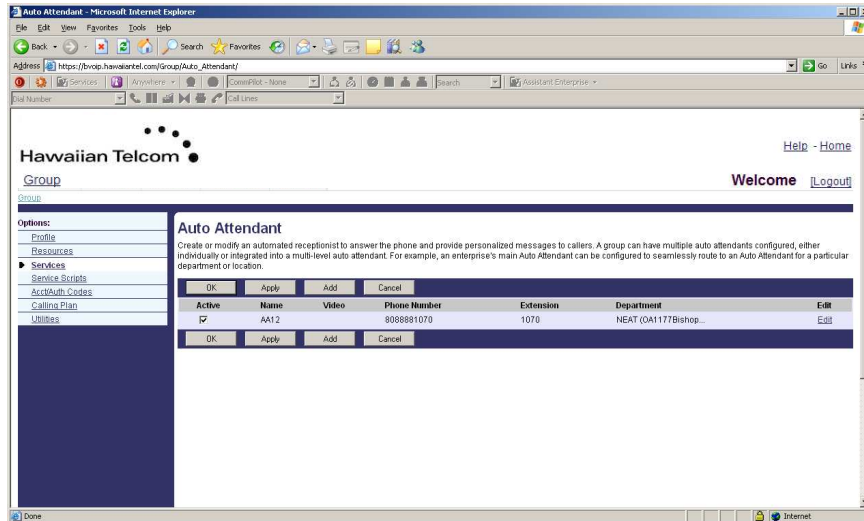 Auto Attendant - Microsoft Internet Explorer
File Edit View Favorites Tools Help
Back Search Favorites
Address https://bvoip.hawaiiantel.com/Group/Auto_Attendant/ Go Links
Services Anywhere CommPilot - None Search Assistant Enterprise
Dial Number Call Lines
Hawaiian Telcom
Help - Home
Group Welcome [Logout]
Group
Options:
Profile
Resources
Services
Service Scripts
Acct/Auth Codes
Calling Plan
Utilities
Auto Attendant
Create or modify an automated receptionist to answer the phone and provide personalized messages to callers. A group can have multiple auto attendants configured, either
individually or integrated into a multi-level auto attendant. For example, an enterprise's main Auto Attendant can be configured to seamlessly route to an Auto Attendant for a particular
department or location.
OK Apply Add Cancel
Active Name Video Phone Number Extension Department Edit
AA12 8088881070 1070 NEAT (OA1177Bishop... Edit
OK Apply Add Cancel
Done Internet